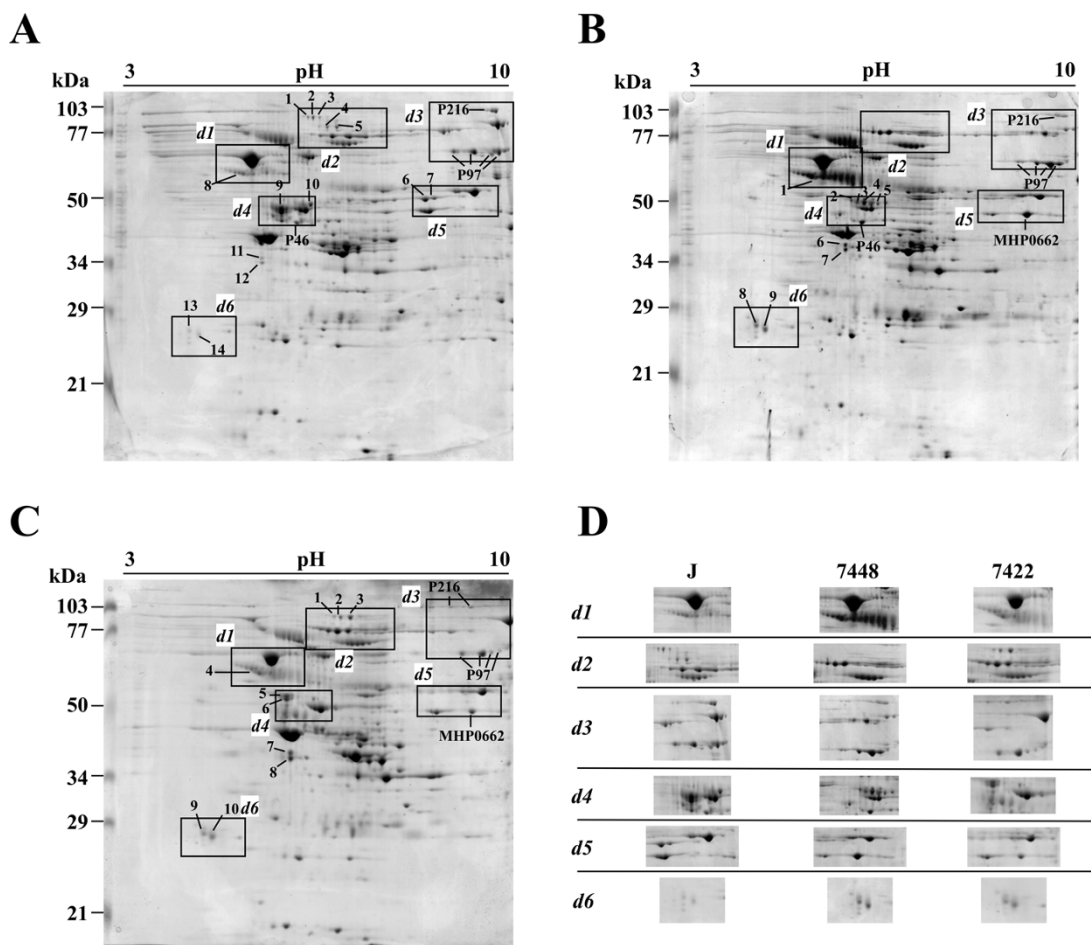 A
3 pH 10
kDa
103
77
50
34
29
21
1 2 3 4
5
d1
d2
d3
P216
P97
8
9 10
d4
P46
6 7
d5
11
12
13
d6
14
B
3 pH 10
kDa
103
77
50
34
29
21
d3
P216
d1
d2
P97
1
2 3 4 5
d4
P46
d5
MHP0662
6
7
8 9
d6
C
3 pH 10
kDa
103
77
50
34
29
21
1 2 3
d3
P216
d1
d2
P97
4
5
6
d4
d5
MHP0662
7
8
9 10 d6
D
J 7448 7422
d1
d2
d3
d4
d5
d6